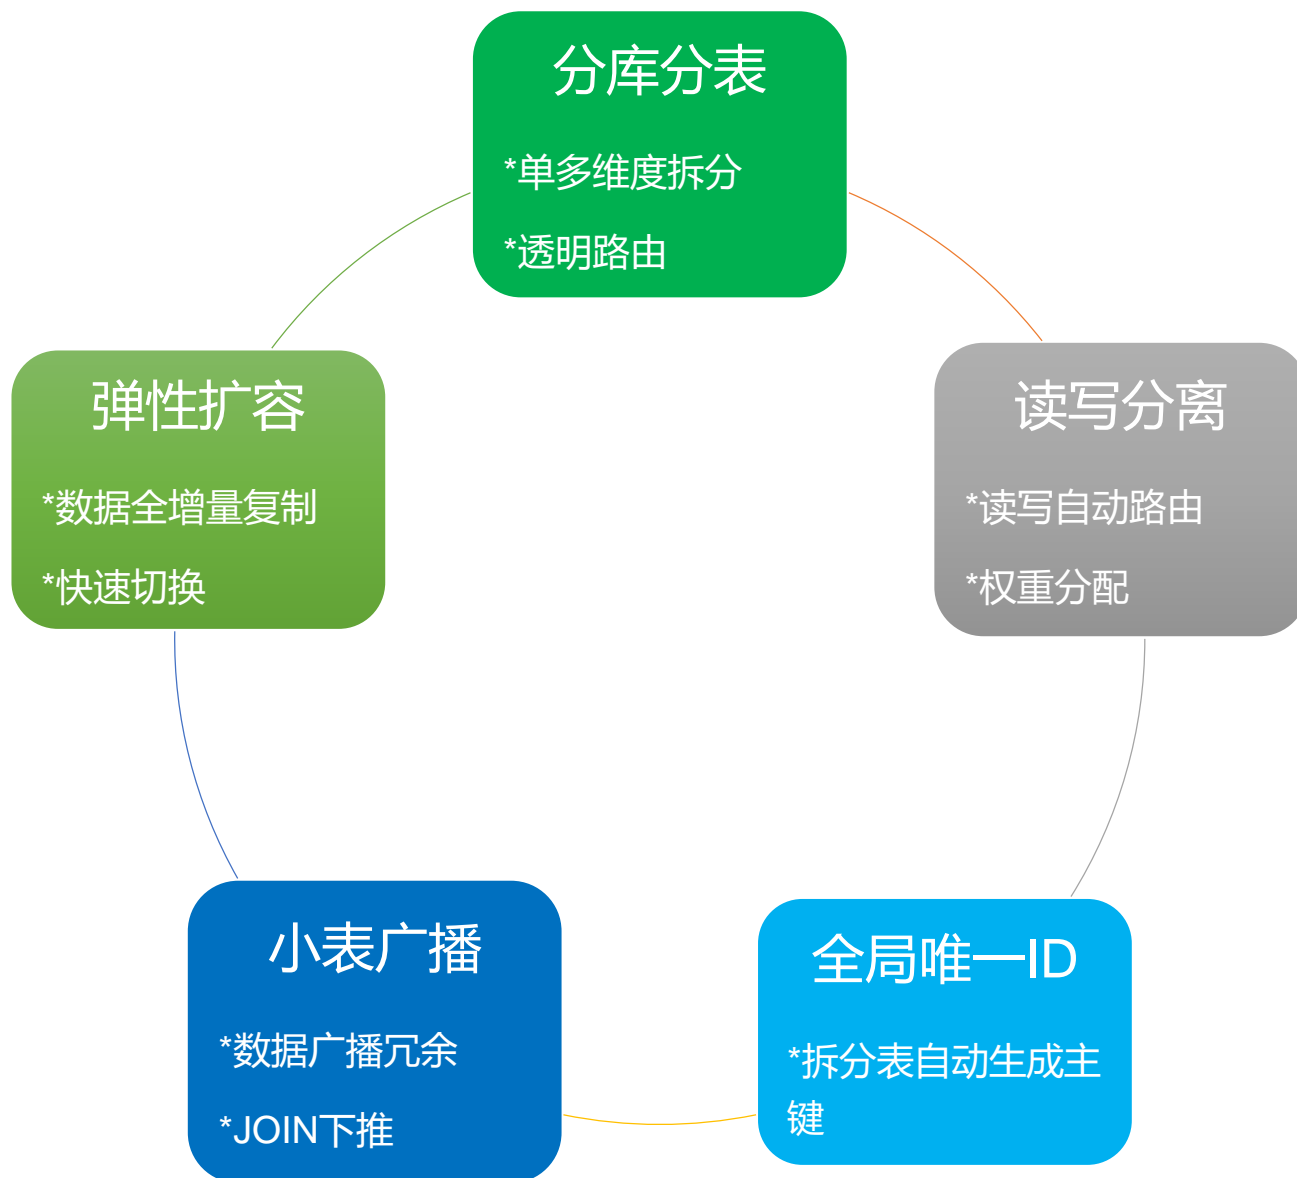 分库分表
*单多维度拆分
*透明路由
弹性扩容
*数据全增量复制
*快速切换
读写分离
*读写自动路由
*权重分配
小表广播
*数据广播冗余
*JOIN下推
全局唯一ID
*拆分表自动生成主
键